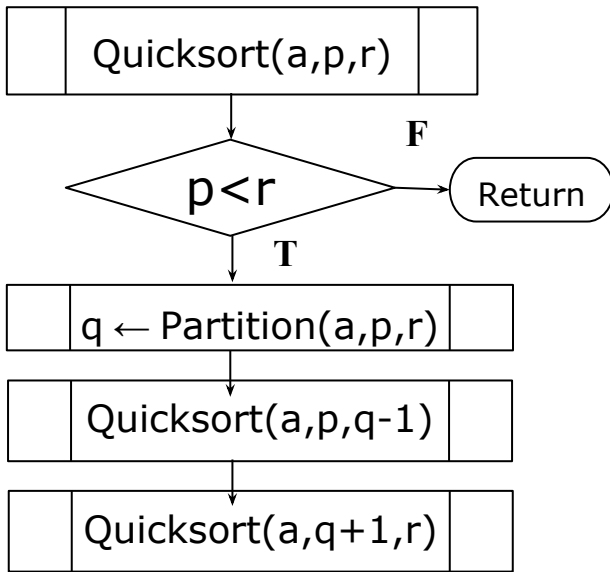 Quicksort(a,p,r)
F
p<r
Return
T
q ← Partition(a,p,r)
Quicksort(a,p,q-1)
Quicksort(a,q+1,r)